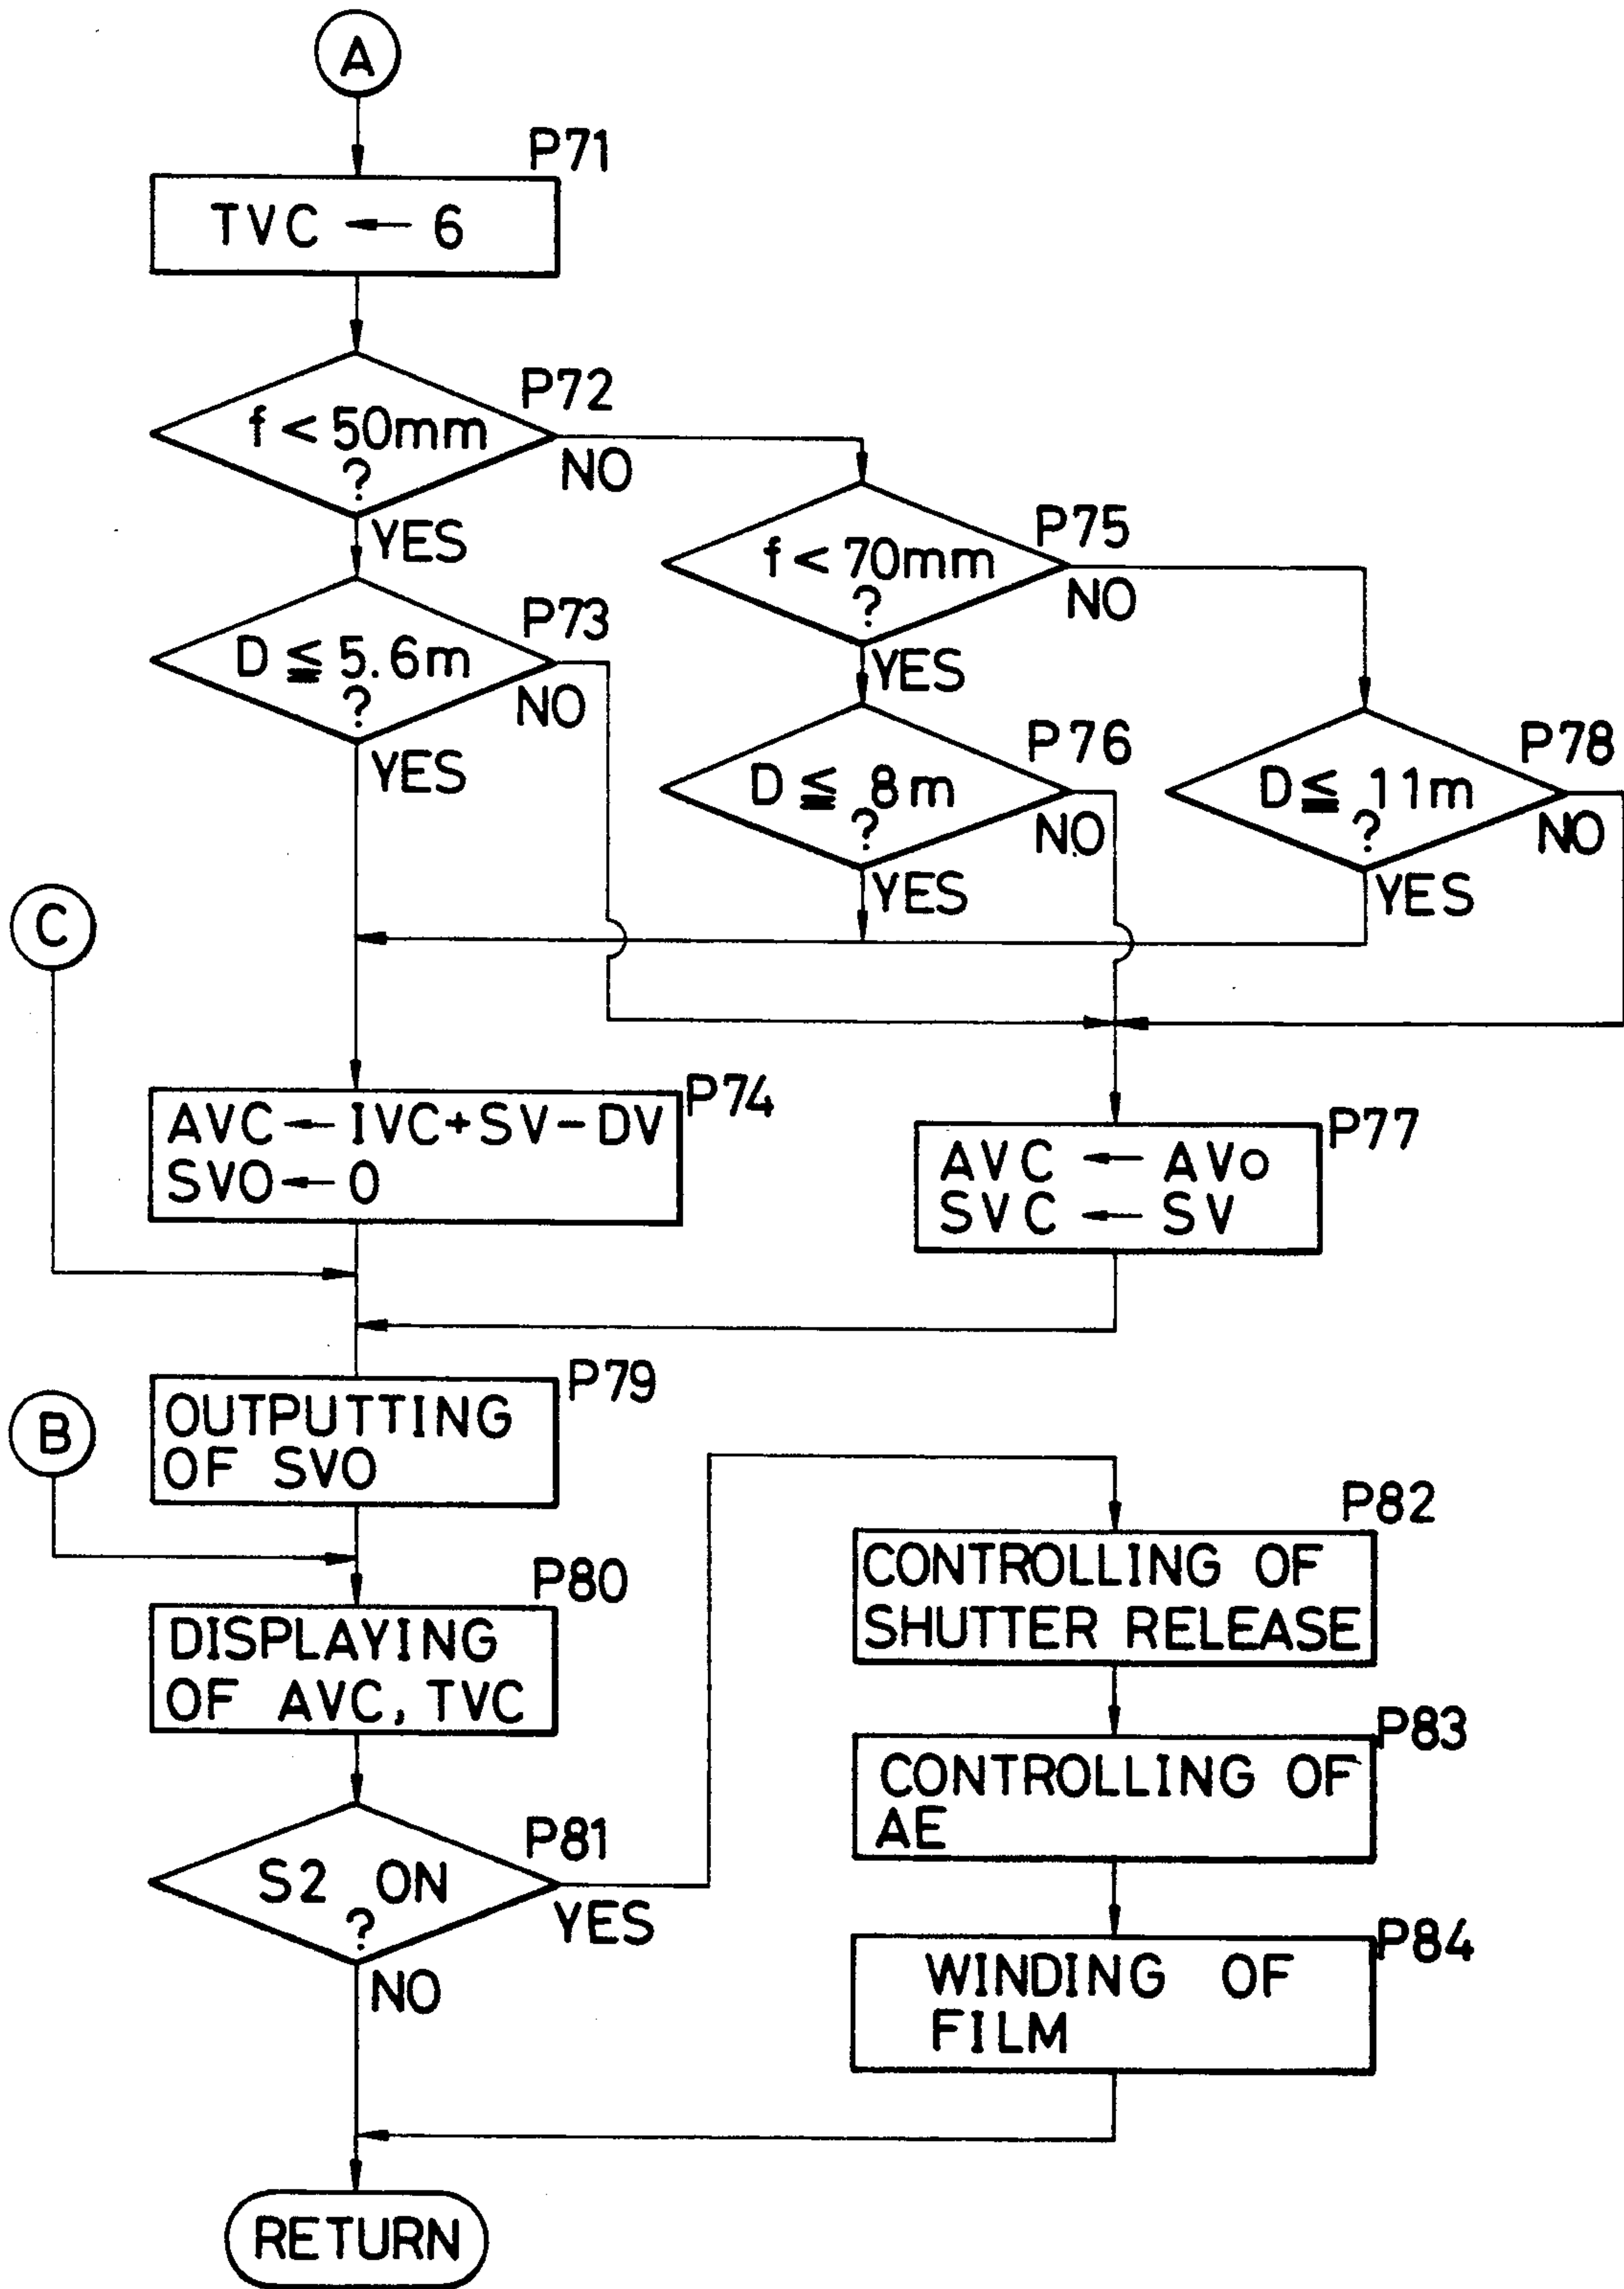 A
P71
TVC ← 6
P72
f < 50mm
?
NO
YES
P75
f < 70mm
?
NO
YES
P73
D ≦ 5.6m
?
NO
YES
P76
D ≦ 8m
?
NO
YES
P78
D ≦ 11m
?
NO
YES
C
P74
AVC ← IVC+SV-DV
SVO ← 0
P77
AVC ← AVo
SVC ← SV
P79
OUTPUTTING
OF SVO
B
P80
DISPLAYING
OF AVC, TVC
P81
S2 ON
?
YES
NO
P82
CONTROLLING OF
SHUTTER RELEASE
P83
CONTROLLING OF
AE
P84
WINDING OF
FILM
RETURN